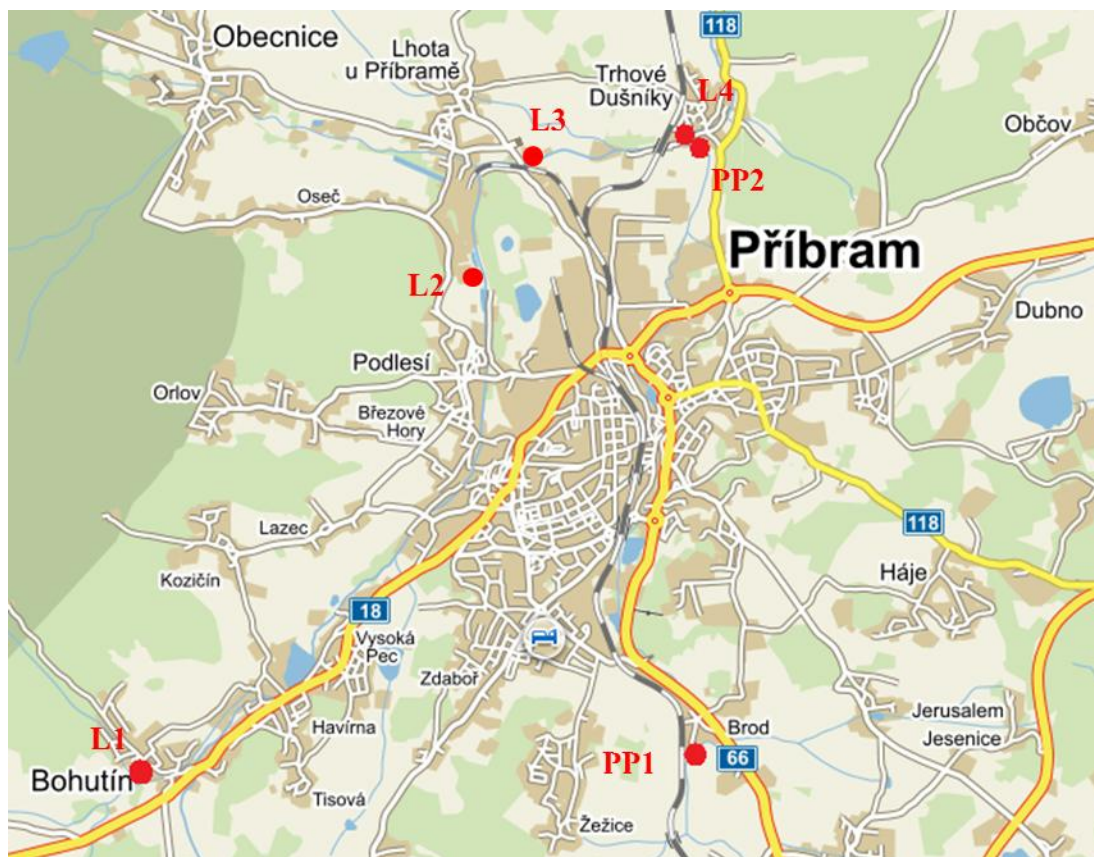 118
Obecnice
Lhota
u Příbramě
Trhové
Dušníky
L4
L3
Občov
PP2
Oseč
Příbram
L2
Dubno
Podlesí
Orlov
Březové
Hory
118
Lazec
Kozičín
Háje
18
Vysoká
Pec
Zdaboř
Jerusalem
Jesenice
Havírna
Brod
L1
PP1
66
Bohutín
Tisová
Žežice